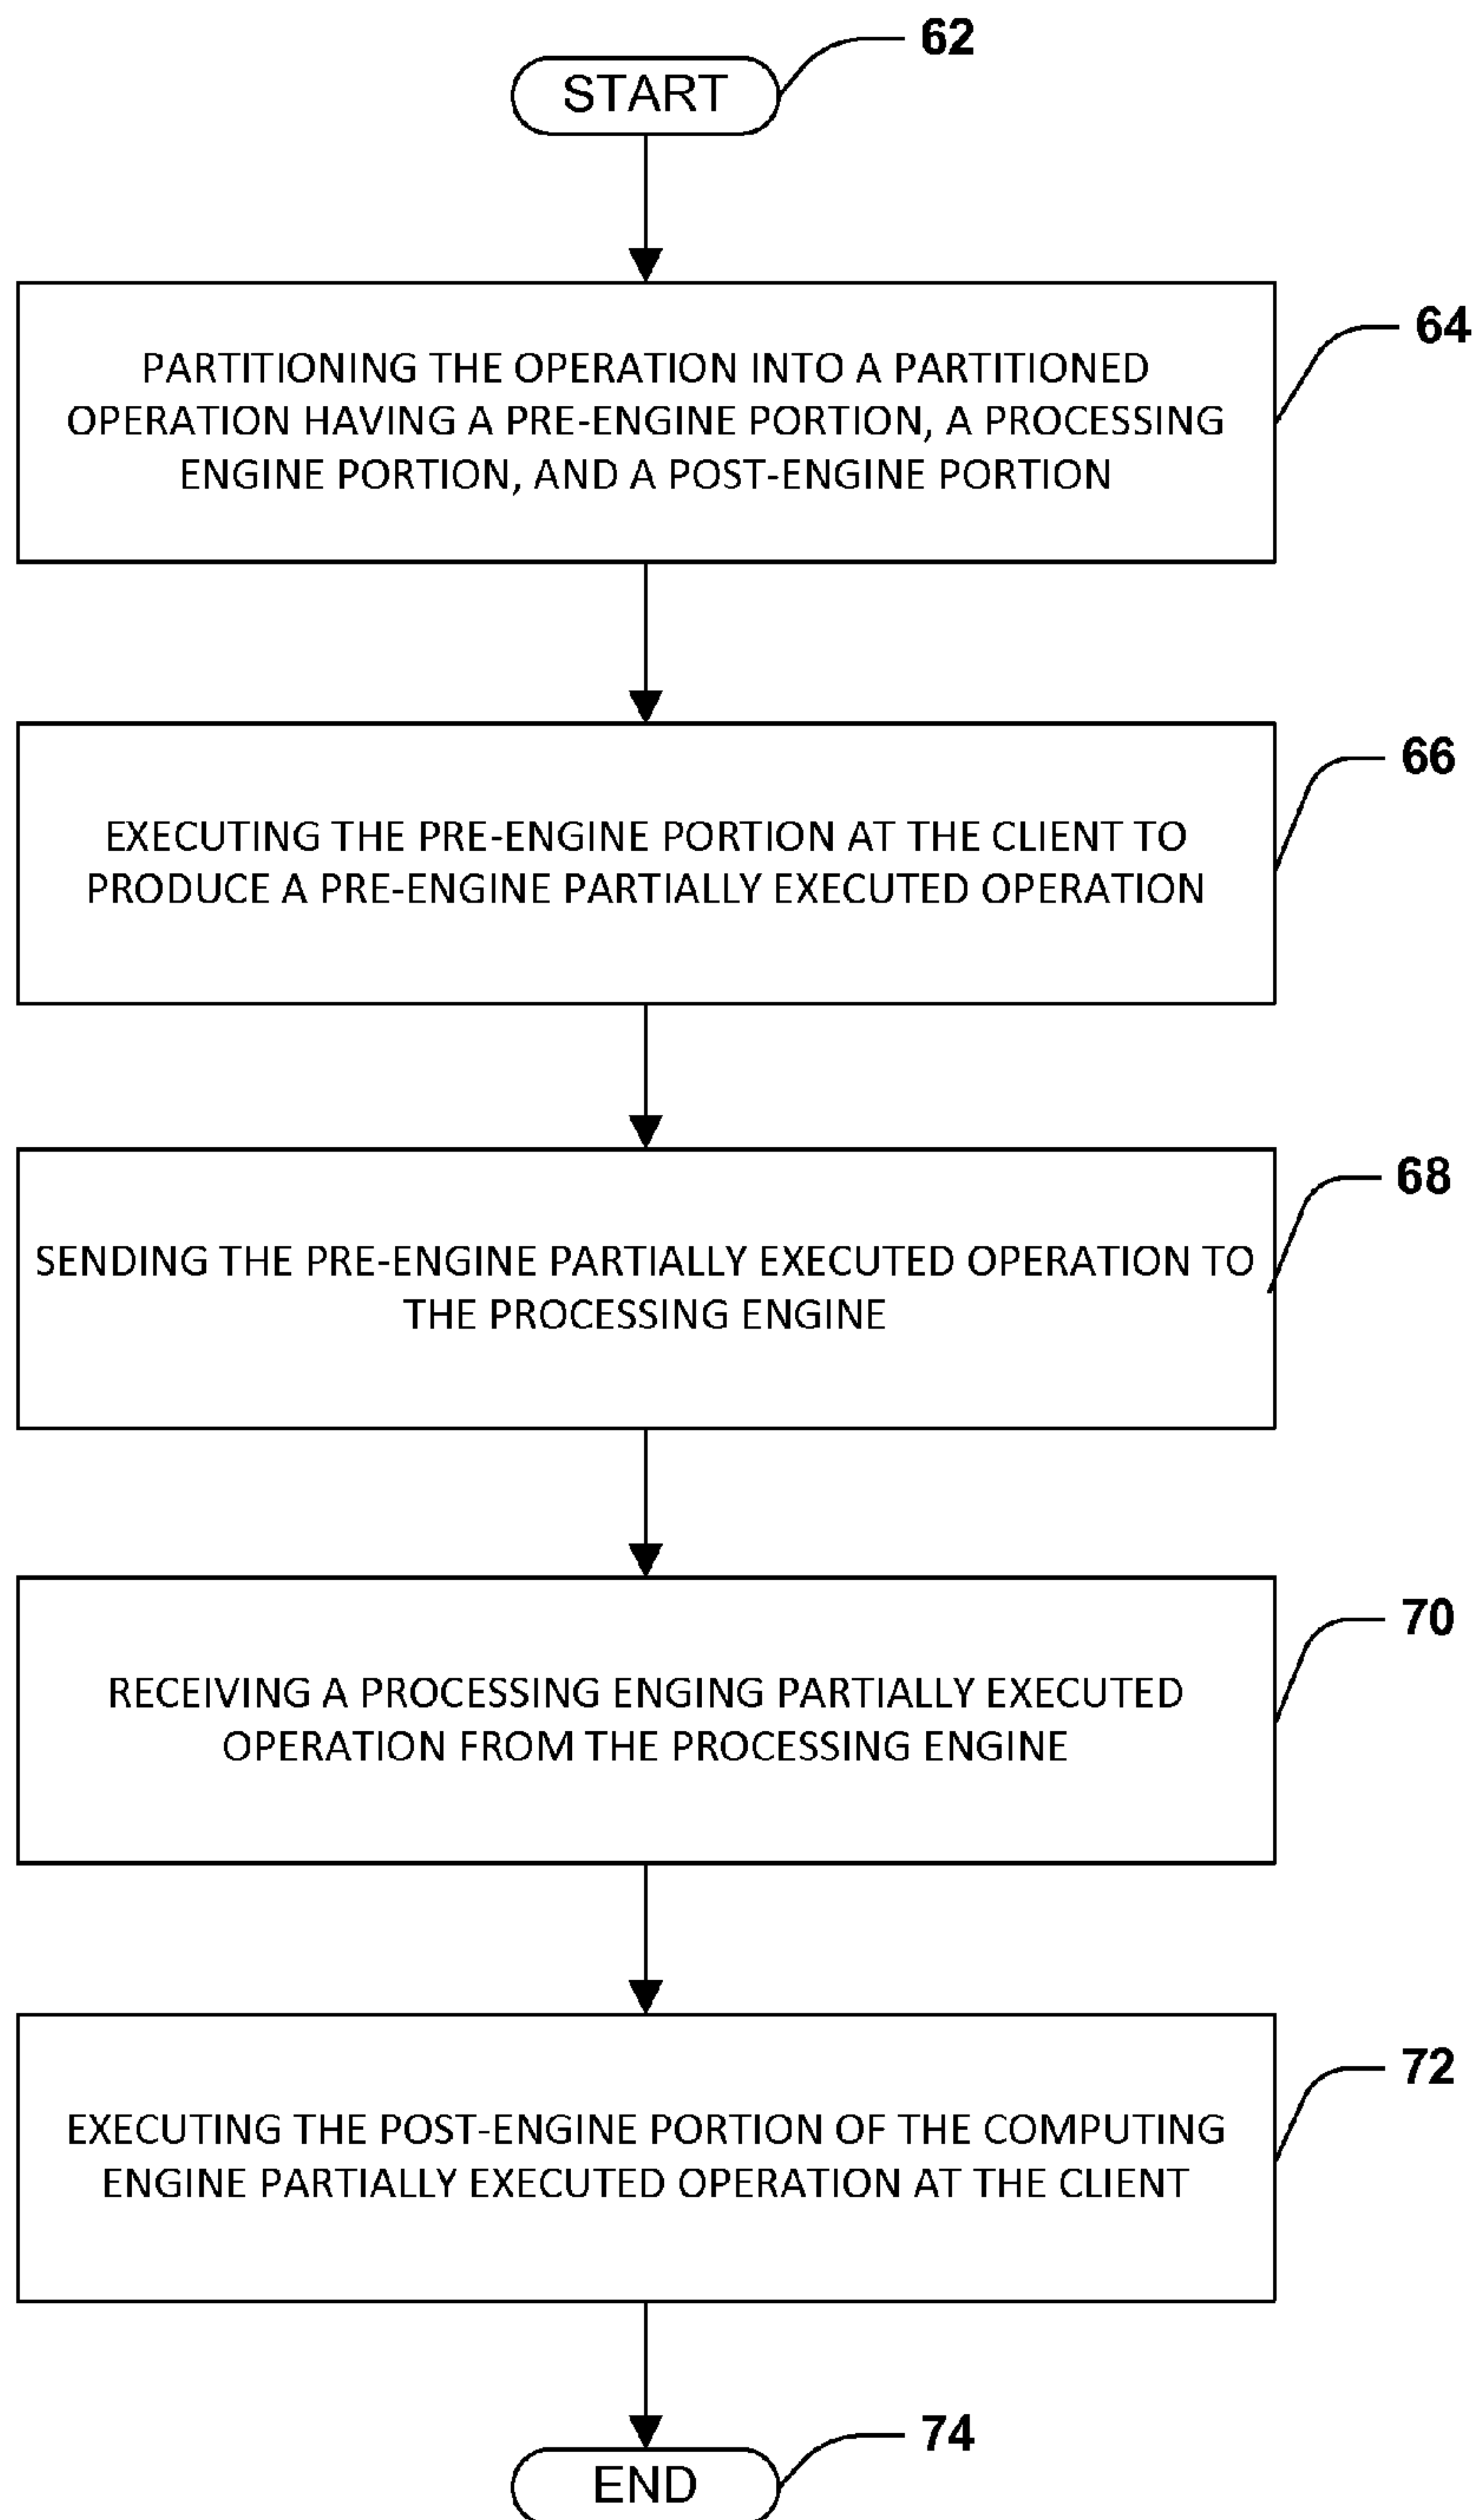 62
START
64
PARTITIONING THE OPERATION INTO A PARTITIONED
OPERATION HAVING A PRE-ENGINE PORTION, A PROCESSING
ENGINE PORTION, AND A POST-ENGINE PORTION
66
EXECUTING THE PRE-ENGINE PORTION AT THE CLIENT TO
PRODUCE A PRE-ENGINE PARTIALLY EXECUTED OPERATION
68
SENDING THE PRE-ENGINE PARTIALLY EXECUTED OPERATION TO
THE PROCESSING ENGINE
70
RECEIVING A PROCESSING ENGING PARTIALLY EXECUTED
OPERATION FROM THE PROCESSING ENGINE
72
EXECUTING THE POST-ENGINE PORTION OF THE COMPUTING
ENGINE PARTIALLY EXECUTED OPERATION AT THE CLIENT
74
END